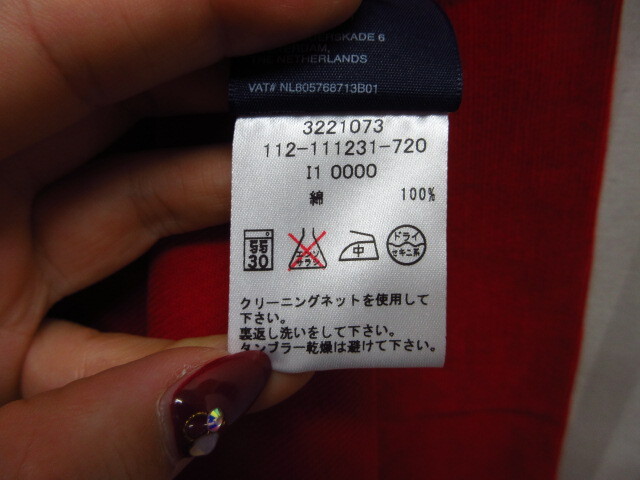 6
THE NETHERLANDS
VAT# NL805768713B01
3221073
112-111231-720
I1 0000
綿 100%
30
エンソ サラシ
中
ドライ
セキユ系
クリーニングネットを使用して
下さい。
裏返し洗いをして下さい。
タンブラー乾燥は避けて下さい。